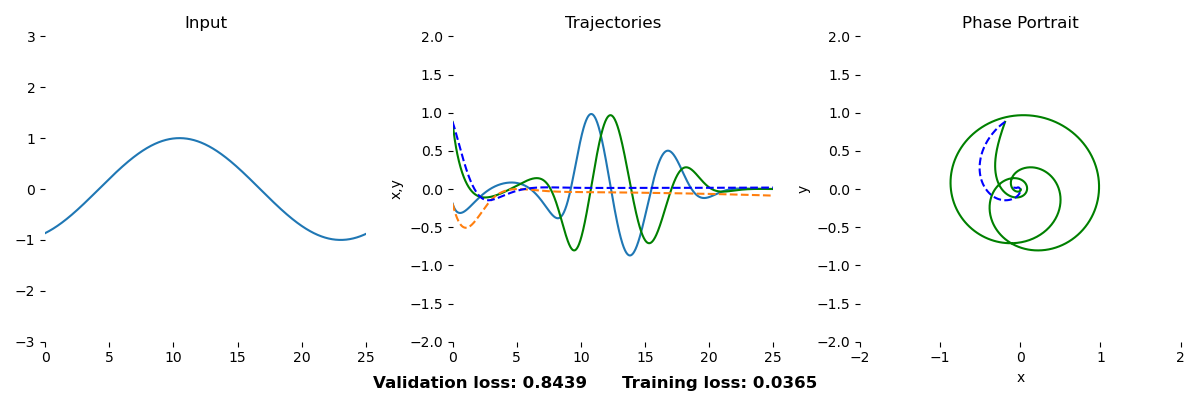 Input
3
2
1
0
−1
−2
−3
0 5 10 15 20 25
Trajectories
x,y
2.0
1.5
1.0
0.5
0.0
−0.5
−1.0
−1.5
−2.0
0 5 10 15 20 25
Phase Portrait
y
2.0
1.5
1.0
0.5
0.0
−0.5
−1.0
−1.5
−2.0
−2 −1 0 1 2
x
Validation loss: 0.8439 Training loss: 0.0365